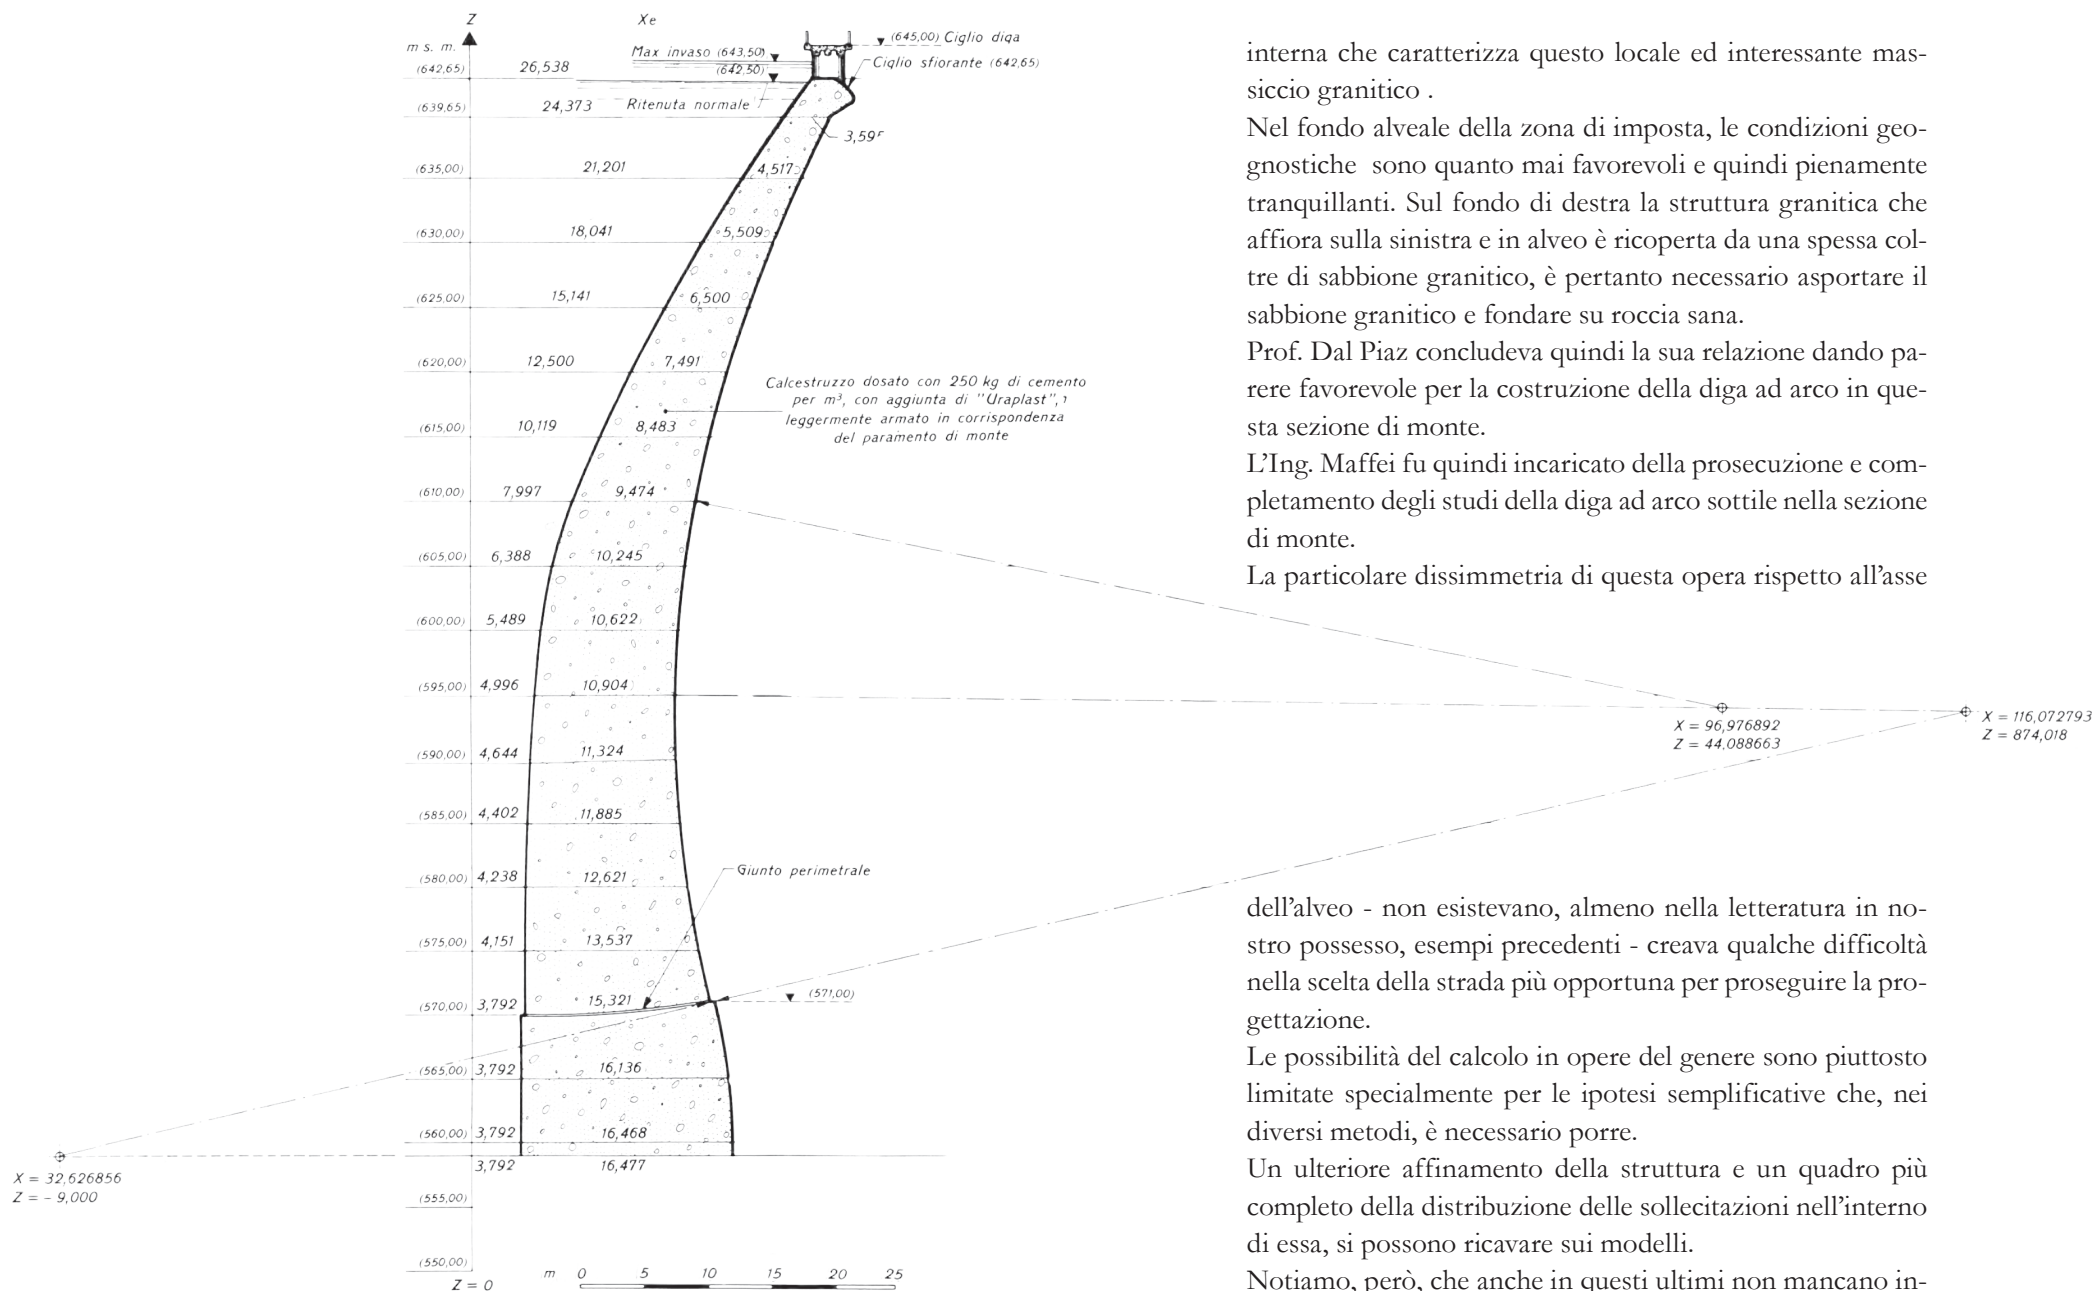 Z
Xe
m s. m.
(645,00) Ciglio diga
Max invaso (643,50)
Ciglio sfiorante (642,65)
(642,65) 26,538 (642,50)
(639,65) 24,373 Ritenuta normale
3,59
(635,00) 21,201 4,517
(630,00) 18,041 5,509
(625,00) 15,141 6,500
(620,00) 12,500 7,491
Calcestruzzo dosato con 250 kg di cemento
per m³, con aggiunta di "Uraplast",
leggermente armato in corrispondenza
del paramento di monte
(615,00) 10,119 8,483
(610,00) 7,997 9,474
(605,00) 6,388 10,245
(600,00) 5,489 10,622
(595,00) 4,996 10,904
X = 96,976892
Z = 44,088663
X = 116,072793
Z = 874,018
(590,00) 4,644 11,324
(585,00) 4,402 11,885
(580,00) 4,238 12,621
Giunto perimetrale
(575,00) 4,151 13,537
(571,00)
(570,00) 3,792 15,321
(565,00) 3,792 16,136
(560,00) 3,792 16,468
3,792 16,477
X = 32,626856
Z = - 9,000
(555,00)
(550,00)
Z = 0
m 0 5 10 15 20 25
interna che caratterizza questo locale ed interessante mas-
siccio granitico .
Nel fondo alveale della zona di imposta, le condizioni geo-
gnostiche sono quanto mai favorevoli e quindi pienamente
tranquillanti. Sul fondo di destra la struttura granitica che
affiora sulla sinistra e in alveo è ricoperta da una spessa col-
tre di sabbione granitico, è pertanto necessario asportare il
sabbione granitico e fondare su roccia sana.
Prof. Dal Piaz concludeva quindi la sua relazione dando pa-
rere favorevole per la costruzione della diga ad arco in que-
sta sezione di monte.
L'Ing. Maffei fu quindi incaricato della prosecuzione e com-
pletamento degli studi della diga ad arco sottile nella sezione
di monte.
La particolare dissimmetria di questa opera rispetto all'asse
dell'alveo - non esistevano, almeno nella letteratura in no-
stro possesso, esempi precedenti - creava qualche difficoltà
nella scelta della strada più opportuna per proseguire la pro-
gettazione.
Le possibilità del calcolo in opere del genere sono piuttosto
limitate specialmente per le ipotesi semplificative che, nei
diversi metodi, è necessario porre.
Un ulteriore affinamento della struttura e un quadro più
completo della distribuzione delle sollecitazioni nell'interno
di essa, si possono ricavare sui modelli.
Notiamo, però, che anche in questi ultimi non mancano in-